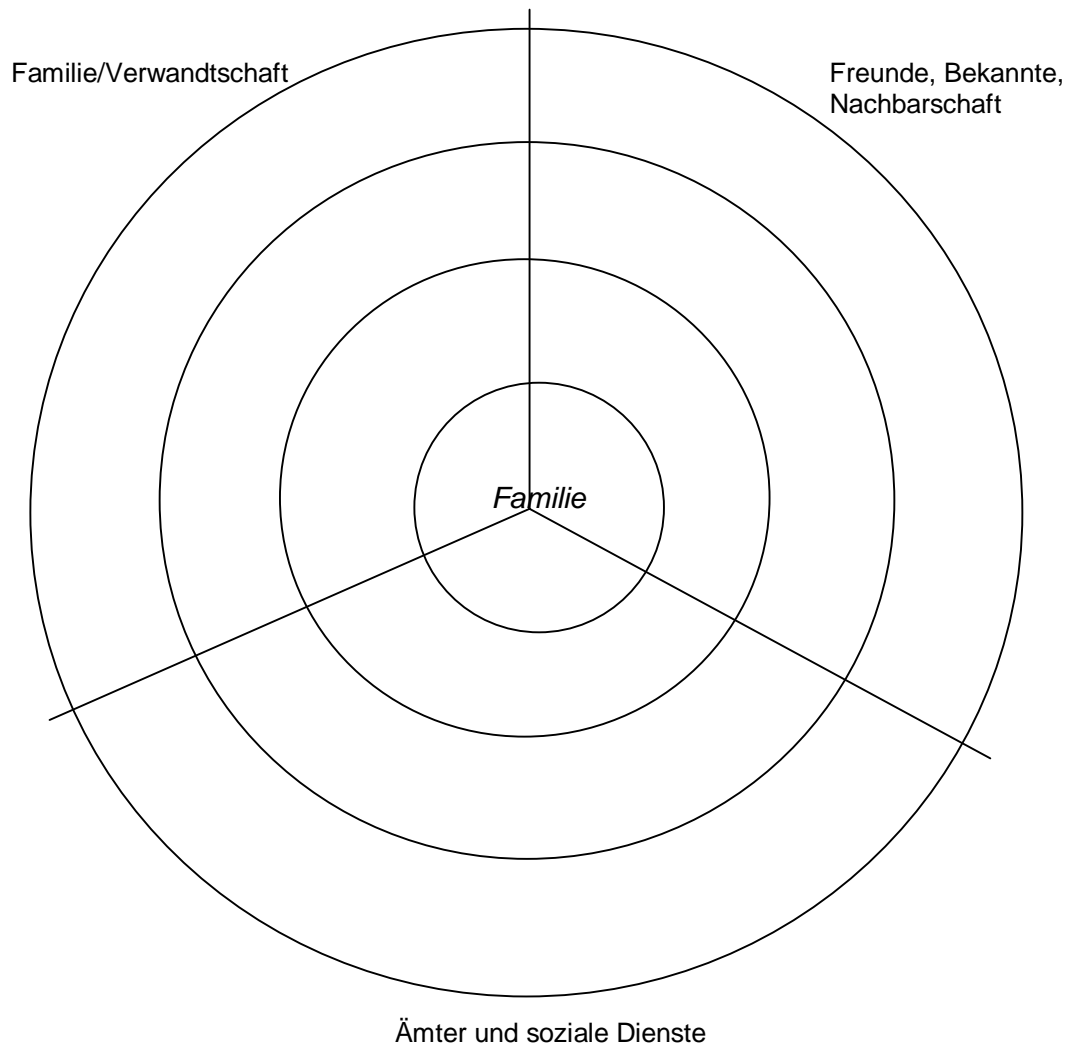 Familie/Verwandtschaft
Freunde, Bekannte,
Nachbarschaft
Familie
Ämter und soziale Dienste